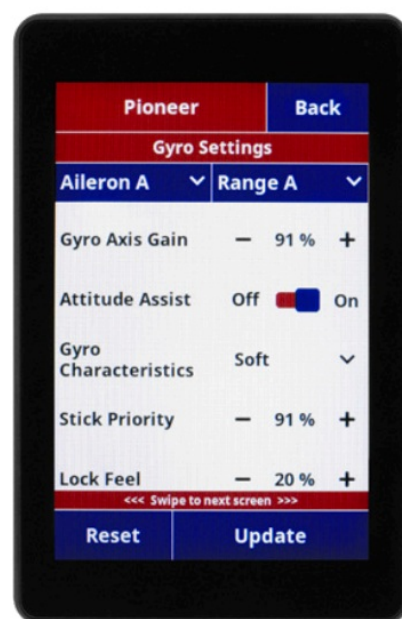 Pioneer Back
Gyro Settings
Aileron A Range A
Gyro Axis Gain − 91 % +
Attitude Assist Off On
Gyro
Characteristics Soft
Stick Priority − 91 % +
Lock Feel − 20 % +
<<< Swipe to next screen >>>
Reset Update